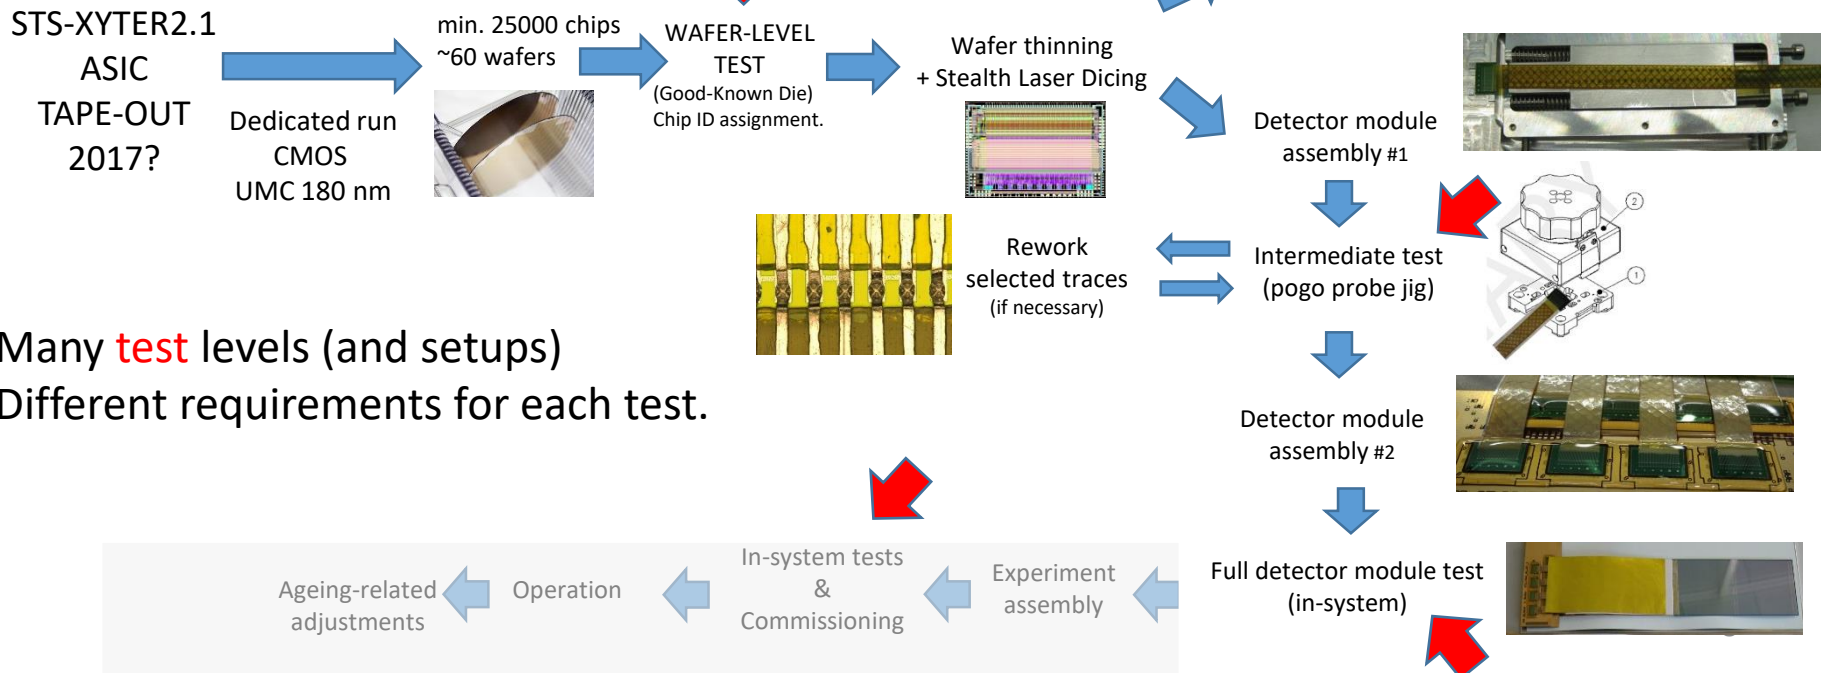 STS-XYTER2.1
ASIC
TAPE-OUT
2017?
Dedicated run
CMOS
UMC 180 nm
min. 25000 chips
~60 wafers
WAFER-LEVEL
TEST
(Good-Known Die)
Chip ID assignment.
Wafer thinning
+ Stealth Laser Dicing
Detector module
assembly #1
Intermediate test
(pogo probe jig)
2
1
Rework
selected traces
(if necessary)
Many test levels (and setups)
Different requirements for each test.
Detector module
assembly #2
Full detector module test
(in-system)
Experiment
assembly
In-system tests
&
Commissioning
Operation
Ageing-related
adjustments